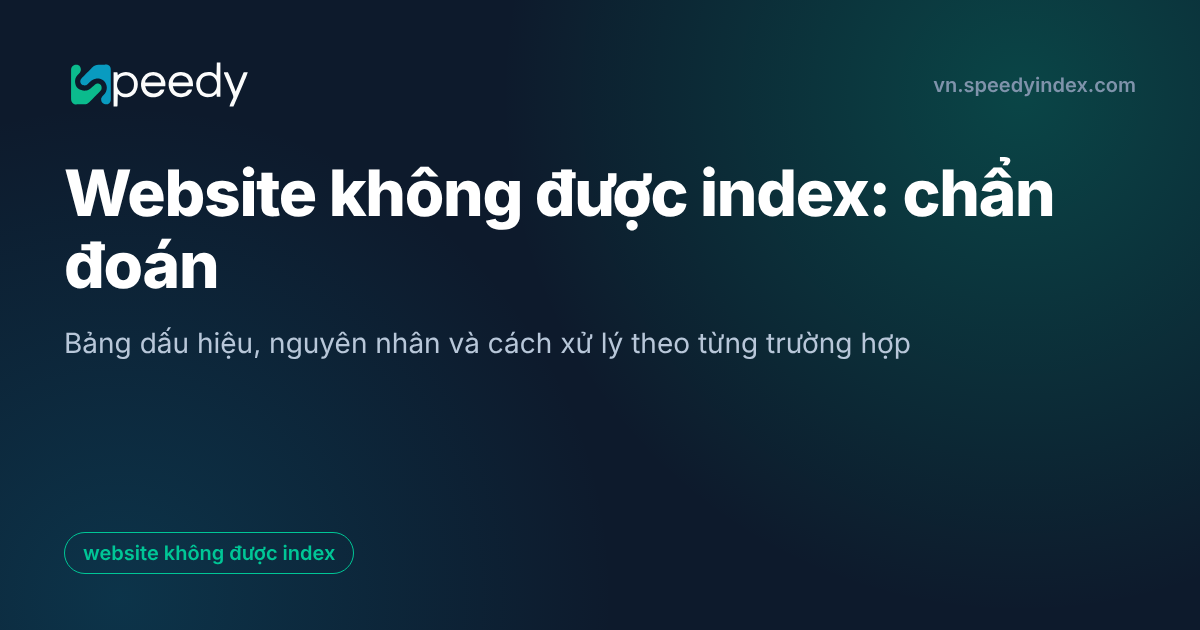 Speedy
vn.speedyindex.com
Website không được index: chẩn
đoán
Bảng dấu hiệu, nguyên nhân và cách xử lý theo từng trường hợp
website không được index